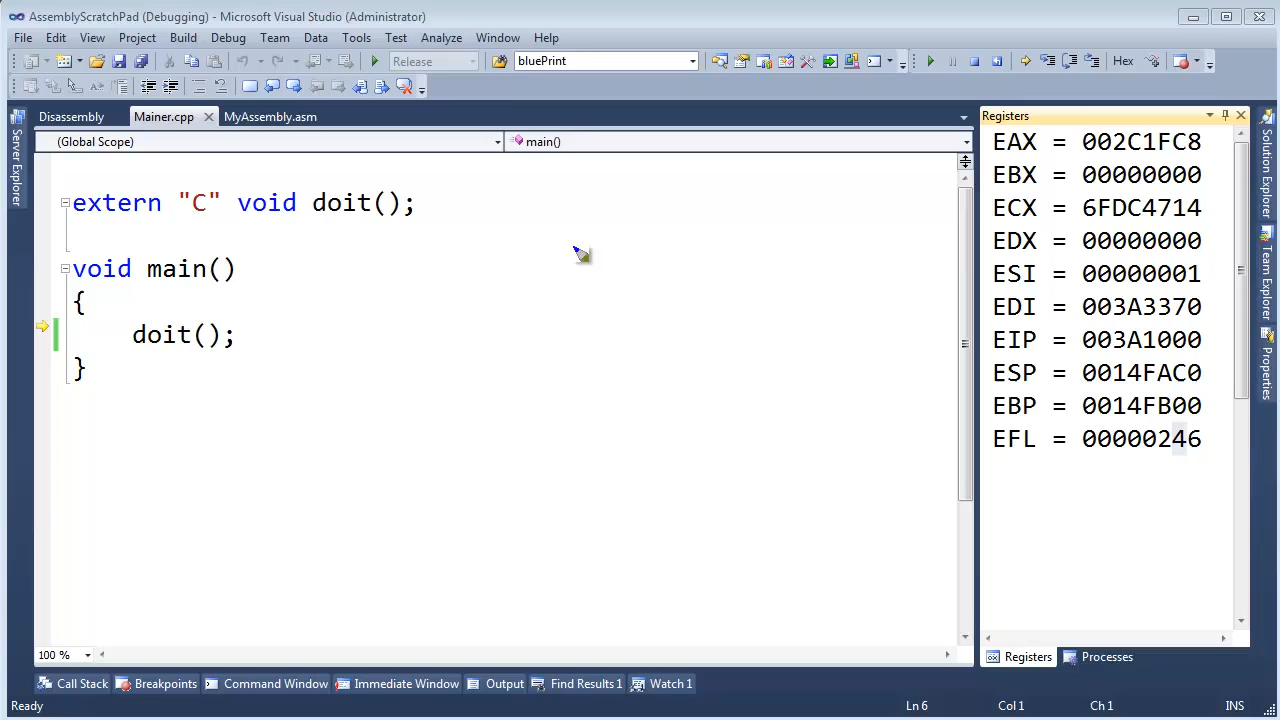 AssemblyScratchPad (Debugging) - Microsoft Visual Studio (Administrator)
File Edit View Project Build Debug Team Data Tools Test Analyze Window Help
Release bluePrint Hex
Disassembly Mainer.cpp MyAssembly.asm
(Global Scope) main()
extern "C" void doit();
void main()
{
doit();
}
100 %
Server Explorer
Registers
EAX = 002C1FC8
EBX = 00000000
ECX = 6FDC4714
EDX = 00000000
ESI = 00000001
EDI = 003A3370
EIP = 003A1000
ESP = 0014FAC0
EBP = 0014FB00
EFL = 00000246
Registers Processes
Solution Explorer
Team Explorer
Properties
Call Stack Breakpoints Command Window Immediate Window Output Find Results 1 Watch 1
Ready Ln 6 Col 1 Ch 1 INS